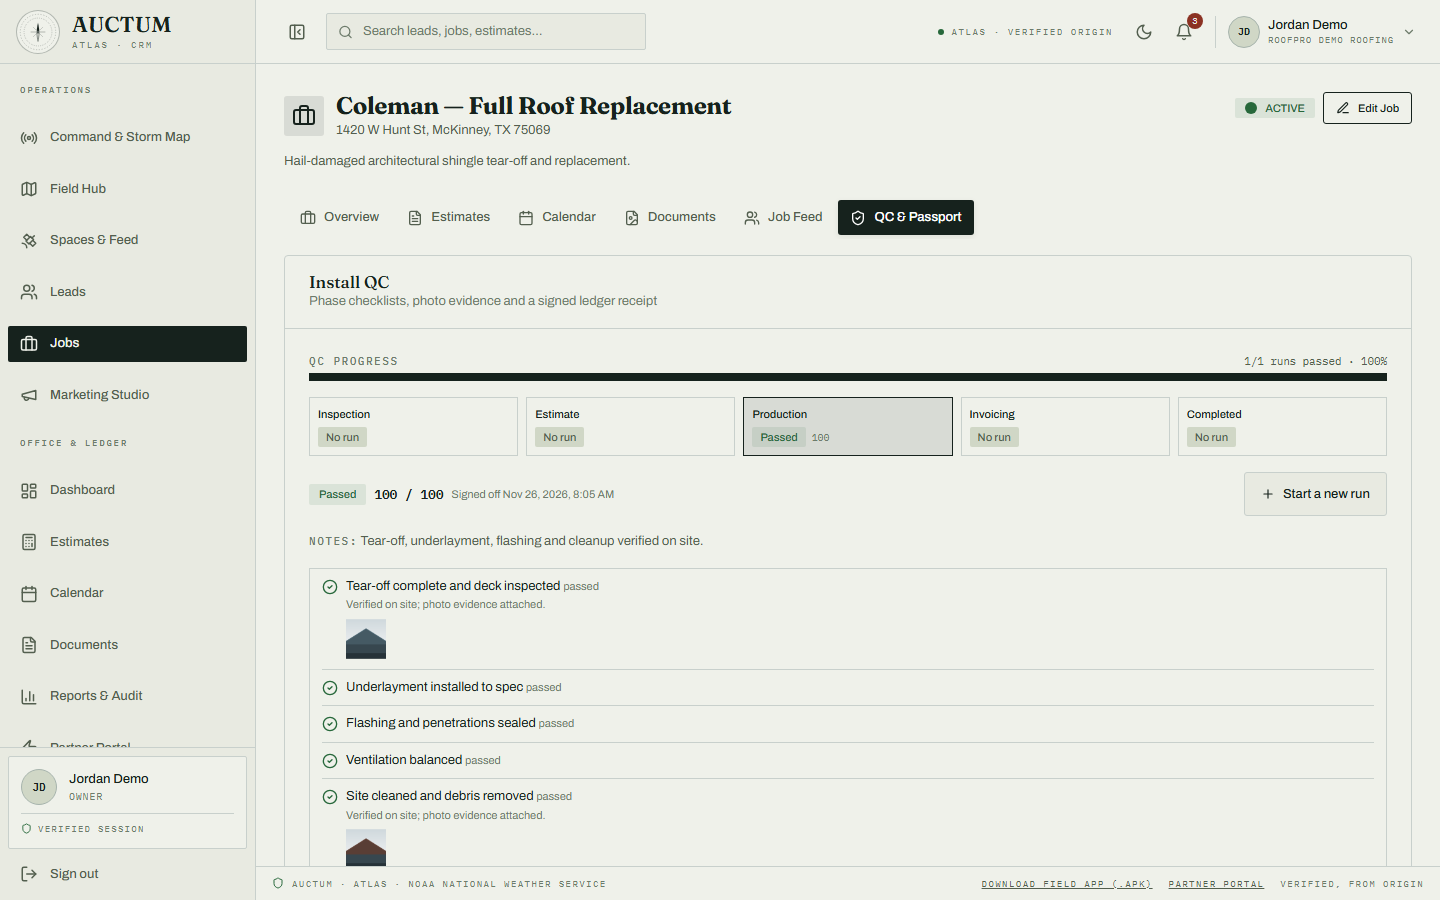 AUCTUM
ATLAS · CRM
Search leads, jobs, estimates...
ATLAS · VERIFIED ORIGIN
3
JD
Jordan Demo
ROOFPRO DEMO ROOFING
OPERATIONS
Command & Storm Map
Field Hub
Spaces & Feed
Leads
Jobs
Marketing Studio
OFFICE & LEDGER
Dashboard
Estimates
Calendar
Documents
Reports & Audit
Partner Portal
JD
Jordan Demo
OWNER
VERIFIED SESSION
Sign out
Coleman — Full Roof Replacement
1420 W Hunt St, McKinney, TX 75069
ACTIVE
Edit Job
Hail-damaged architectural shingle tear-off and replacement.
Overview
Estimates
Calendar
Documents
Job Feed
QC & Passport
Install QC
Phase checklists, photo evidence and a signed ledger receipt
QC PROGRESS
1/1 runs passed · 100%
Inspection
No run
Estimate
No run
Production
Passed 100
Invoicing
No run
Completed
No run
Passed 100 / 100 Signed off Nov 26, 2026, 8:05 AM
Start a new run
NOTES: Tear-off, underlayment, flashing and cleanup verified on site.
Tear-off complete and deck inspected passed
Verified on site; photo evidence attached.
Underlayment installed to spec passed
Flashing and penetrations sealed passed
Ventilation balanced passed
Site cleaned and debris removed passed
Verified on site; photo evidence attached.
AUCTUM · ATLAS · NOAA NATIONAL WEATHER SERVICE
DOWNLOAD FIELD APP (.APK)
PARTNER PORTAL
VERIFIED, FROM ORIGIN